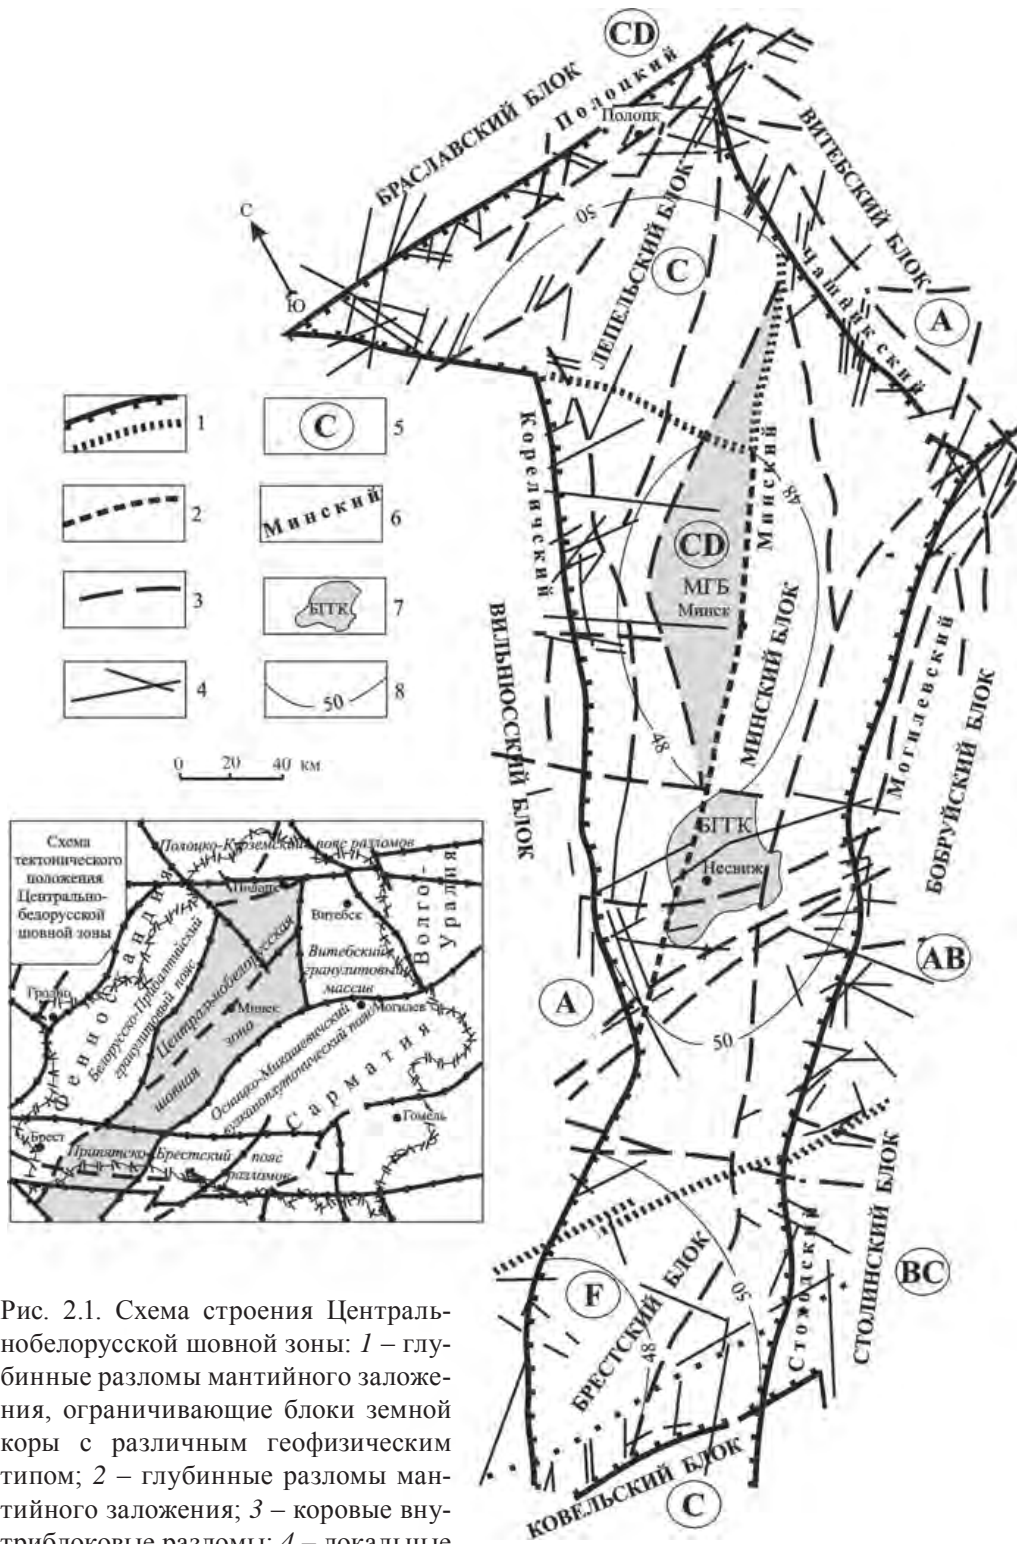 CD
БРАСЛАВСКИЙ БЛОК
Полоцкий
Полоцк
ВИТЕБСКИЙ БЛОК
С
Ю
50
ЛЕПЕЛЬСКИЙ БЛОК
C
Чашникский
A
Кореличский
Минский
48
CD
МГБ
Минск
МИНСКИЙ БЛОК
ВИЛЬНЮССКИЙ БЛОК
48
Могилевский
БОБРУЙСКИЙ БЛОК
БГГК
Несвиж
A
AB
50
СТОЛИНСКИЙ БЛОК
Стоходский
BC
F
50
48
БРЕСТСКИЙ БЛОК
КОВЕЛЬСКИЙ БЛОК
C
1
2
3
4
C
5
Минский
6
БГГК
7
50
8
0 20 40 км
Схема
тектонического
положения
Центрально-
белорусской
шовной зоны
Полоцко-Курземский пояс разломов
Полоцк
Витебск
Волго-
Уралия
Витебский
гранулитовый
массив
Фенноскандия
Гродно
Белорусско-Прибалтийский
гранулитовый пояс
Центральнобелорусская
шовная зона
Минск
Могилев
Осницко-Микашевичский
вулканоплутонический пояс
Сарматия
Гомель
Брест
Припятско-Брестский пояс
разломов
Рис. 2.1. Схема строения Централь-
нобелорусской шовной зоны: 1 – глу-
бинные разломы мантийного заложе-
ния, ограничивающие блоки земной
коры с различным геофизическим
типом; 2 – глубинные разломы ман-
тийного заложения; 3 – коровые вну-
триблоковые разломы; 4 – локальные